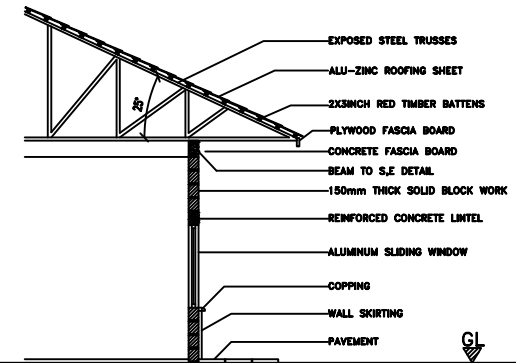 EXPOSED STEEL TRUSSES
ALU-ZINC ROOFING SHEET
25°
2X3INCH RED TIMBER BATTENS
PLYWOOD FASCIA BOARD
CONCRETE FASCIA BOARD
BEAM TO S,E DETAIL
150mm THICK SOLID BLOCK WORK
REINFORCED CONCRETE LINTEL
ALUMINUM SLIDING WINDOW
COPPING
WALL SKIRTING
PAVEMENT
GL